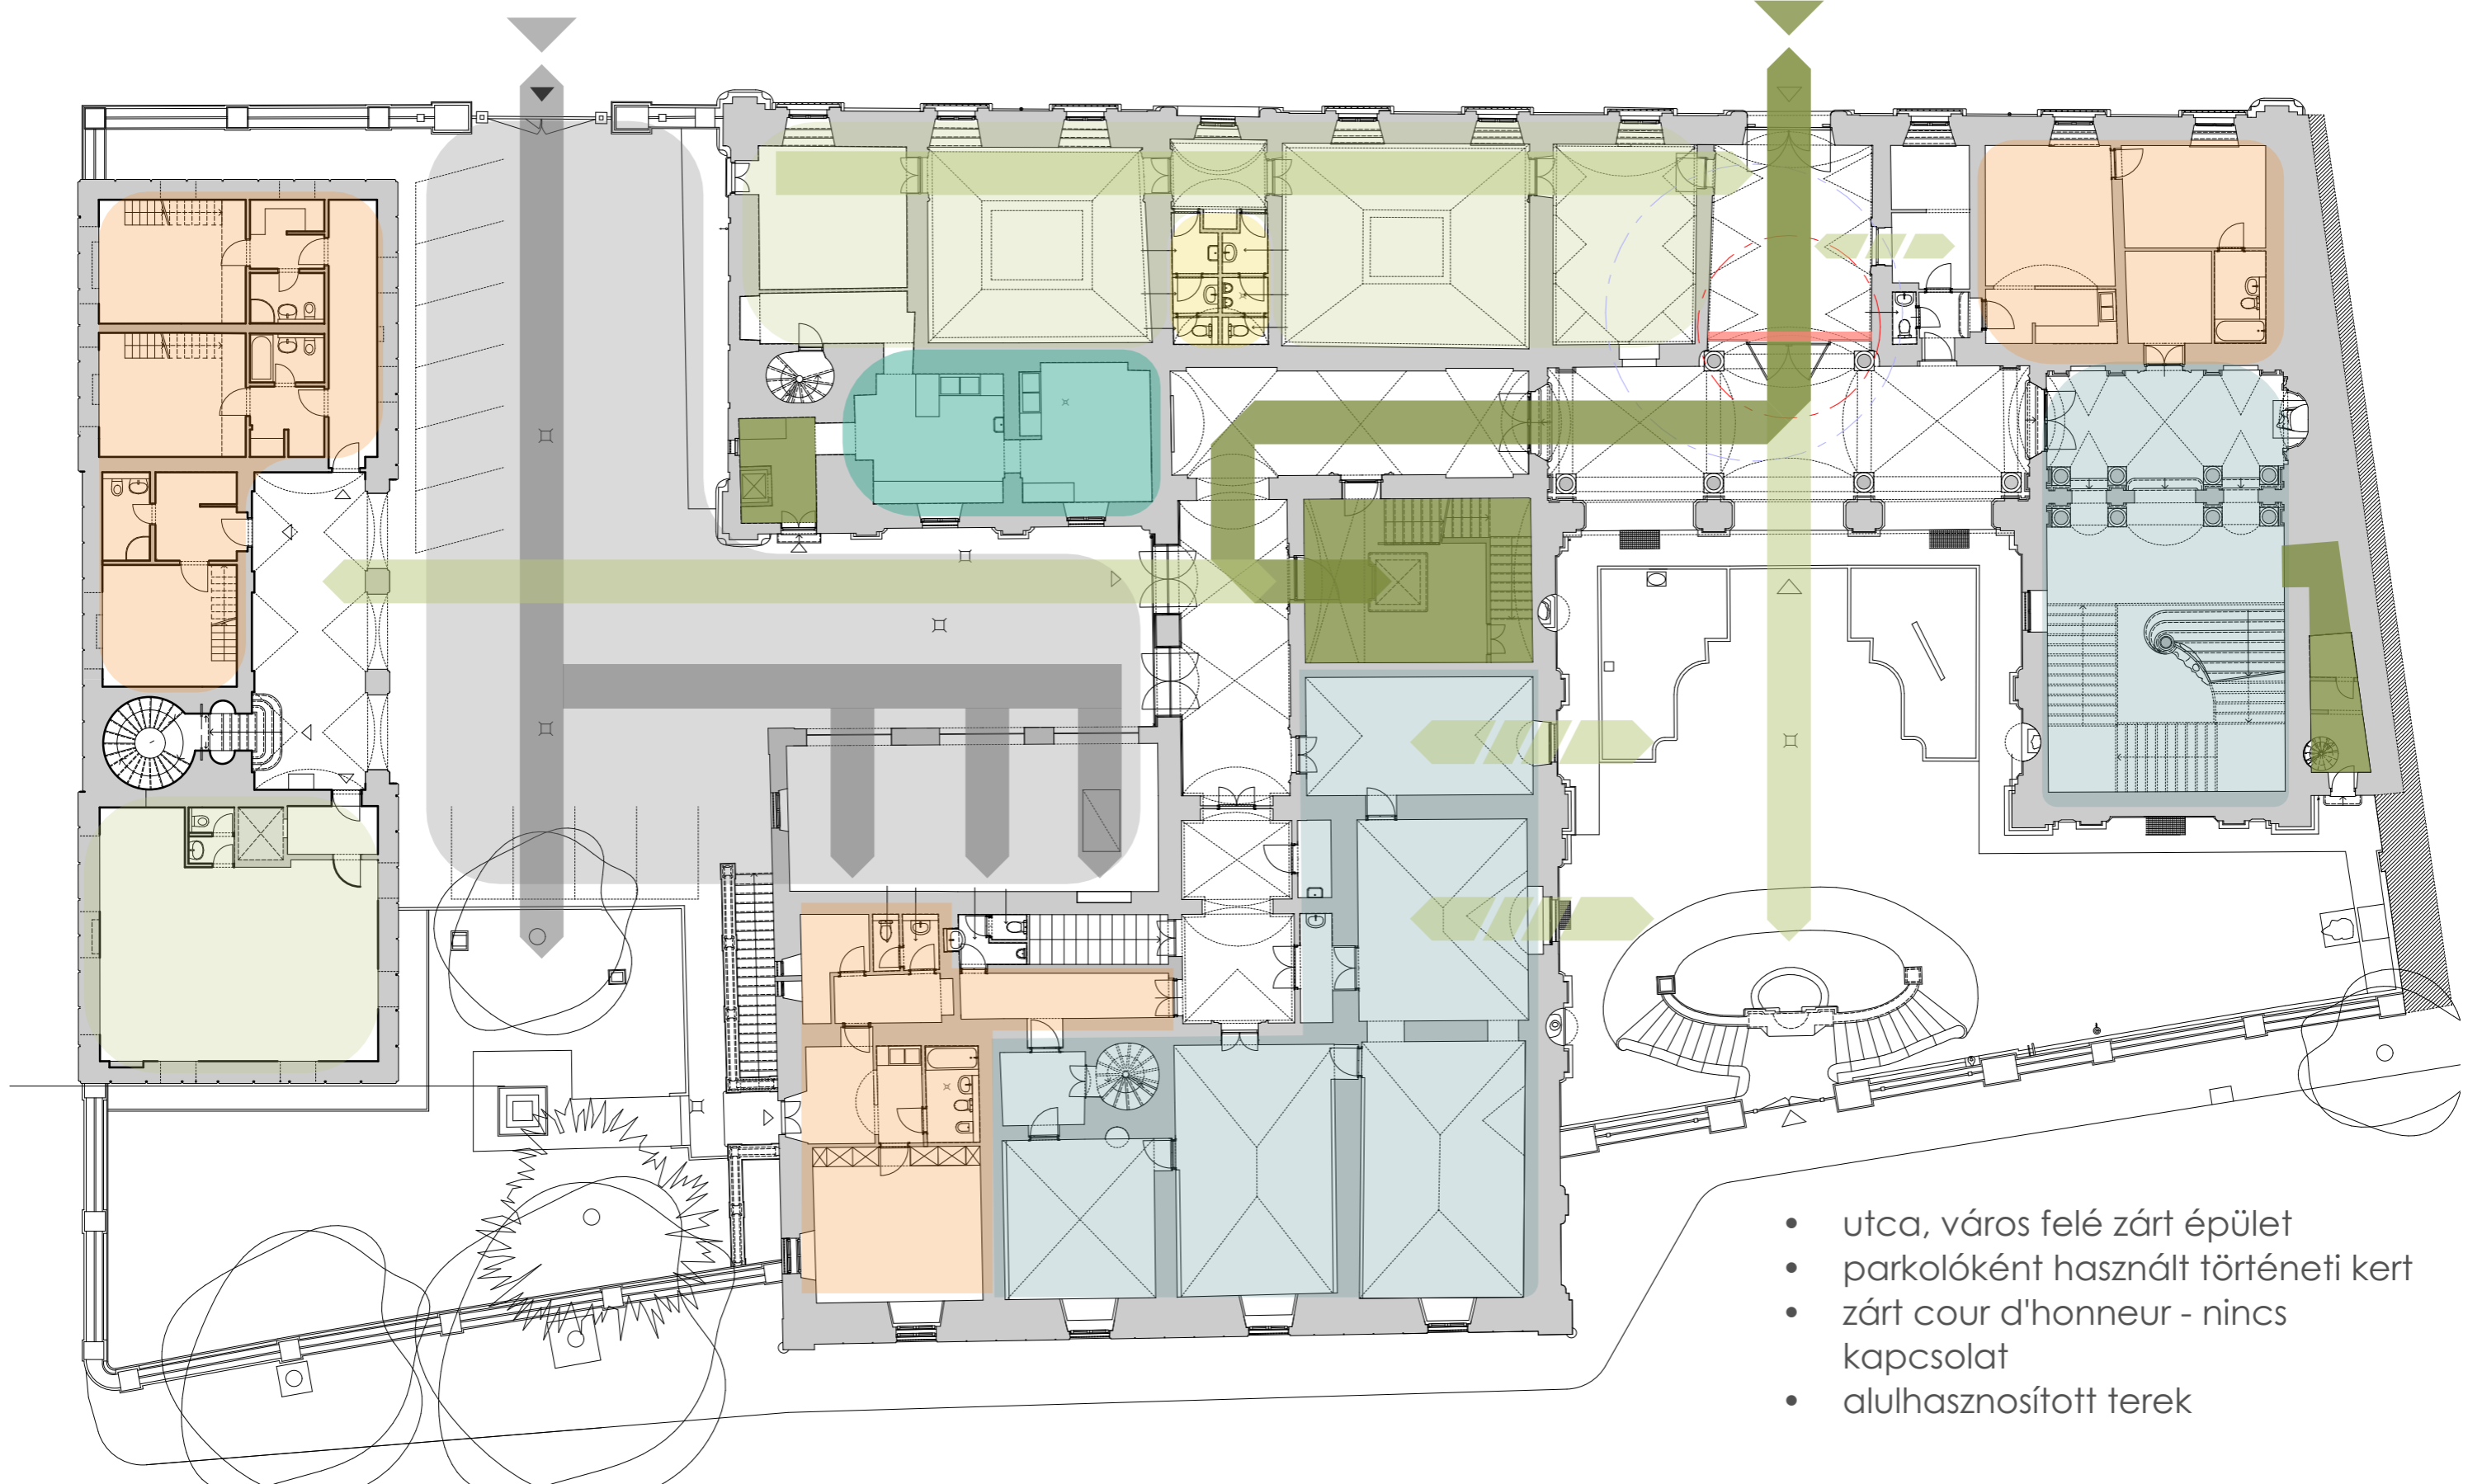 • utca, város felé zárt épület
• parkolóként használt történeti kert
• zárt cour d'honneur - nincs
kapcsolat
• alulhasznosított terek